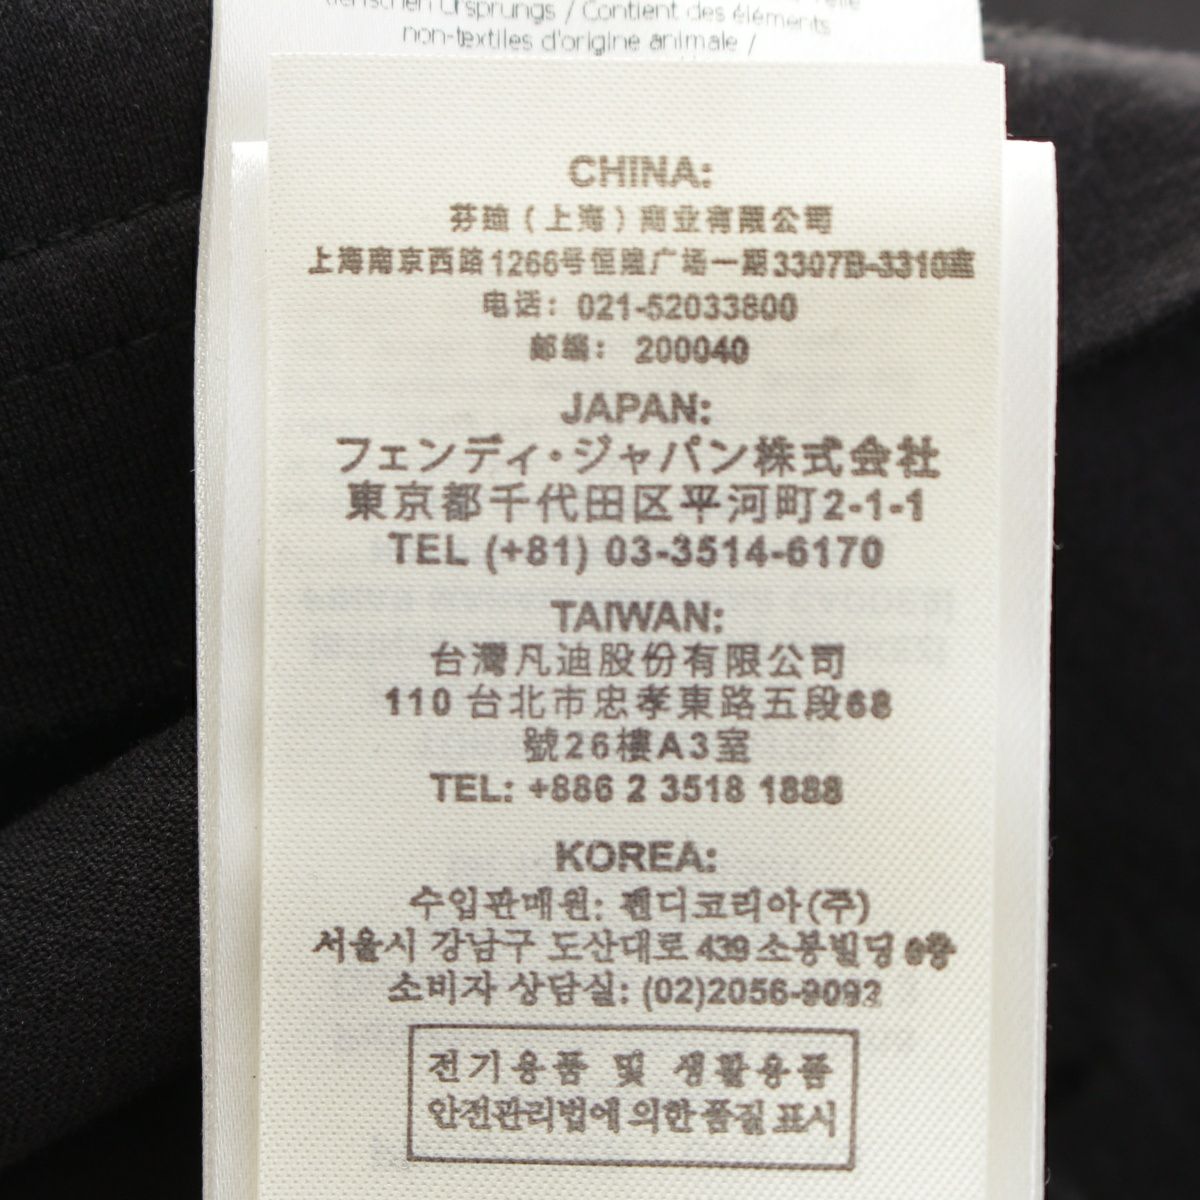 tierischen Ursprungs / Contient des éléments
non-textiles d'origine animale /
CHINA:
芬迪（上海）商业有限公司
上海南京西路1266号恒隆广场一期3307B-3310室
电话：021-52033800
邮编：200040
JAPAN:
フェンディ・ジャパン株式会社
東京都千代田区平河町2-1-1
TEL (+81) 03-3514-6170
TAIWAN:
台灣凡迪股份有限公司
110 台北市忠孝東路五段68
號26樓A3室
TEL: +886 2 3518 1888
KOREA:
수입판매원: 펜디코리아(주)
서울시 강남구 도산대로 439 소봉빌딩 6층
소비자 상담실: (02)2056-9092
전기용품 및 생활용품
안전관리법에 의한 품질 표시